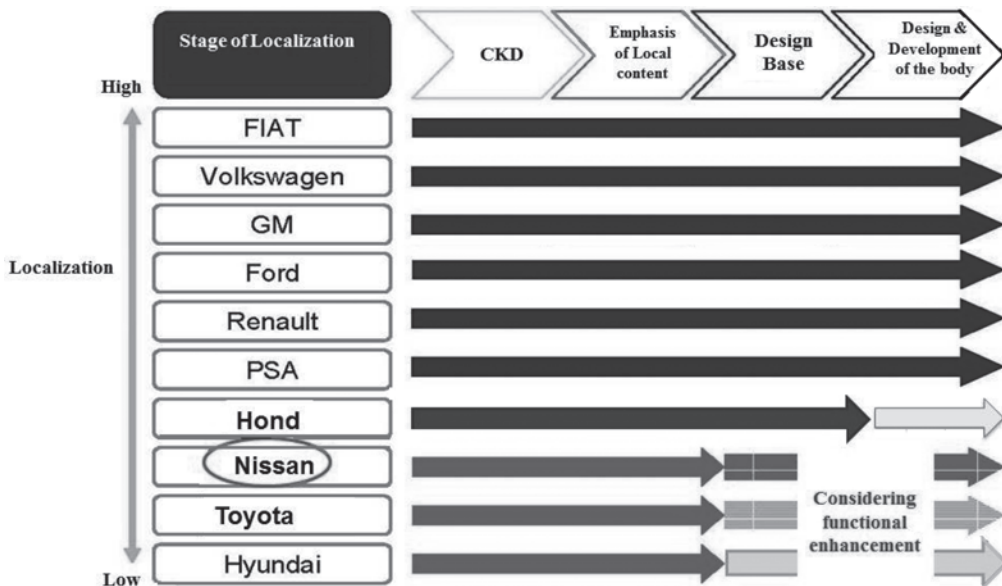 Stage of Localization
CKD
Emphasis
of Local
content
Design
Base
Design &
Development
of the body
High
FIAT
Volkswagen
GM
Localization
Ford
Renault
PSA
Hond
Nissan
Toyota
Hyundai
Considering
functional
enhancement
Low